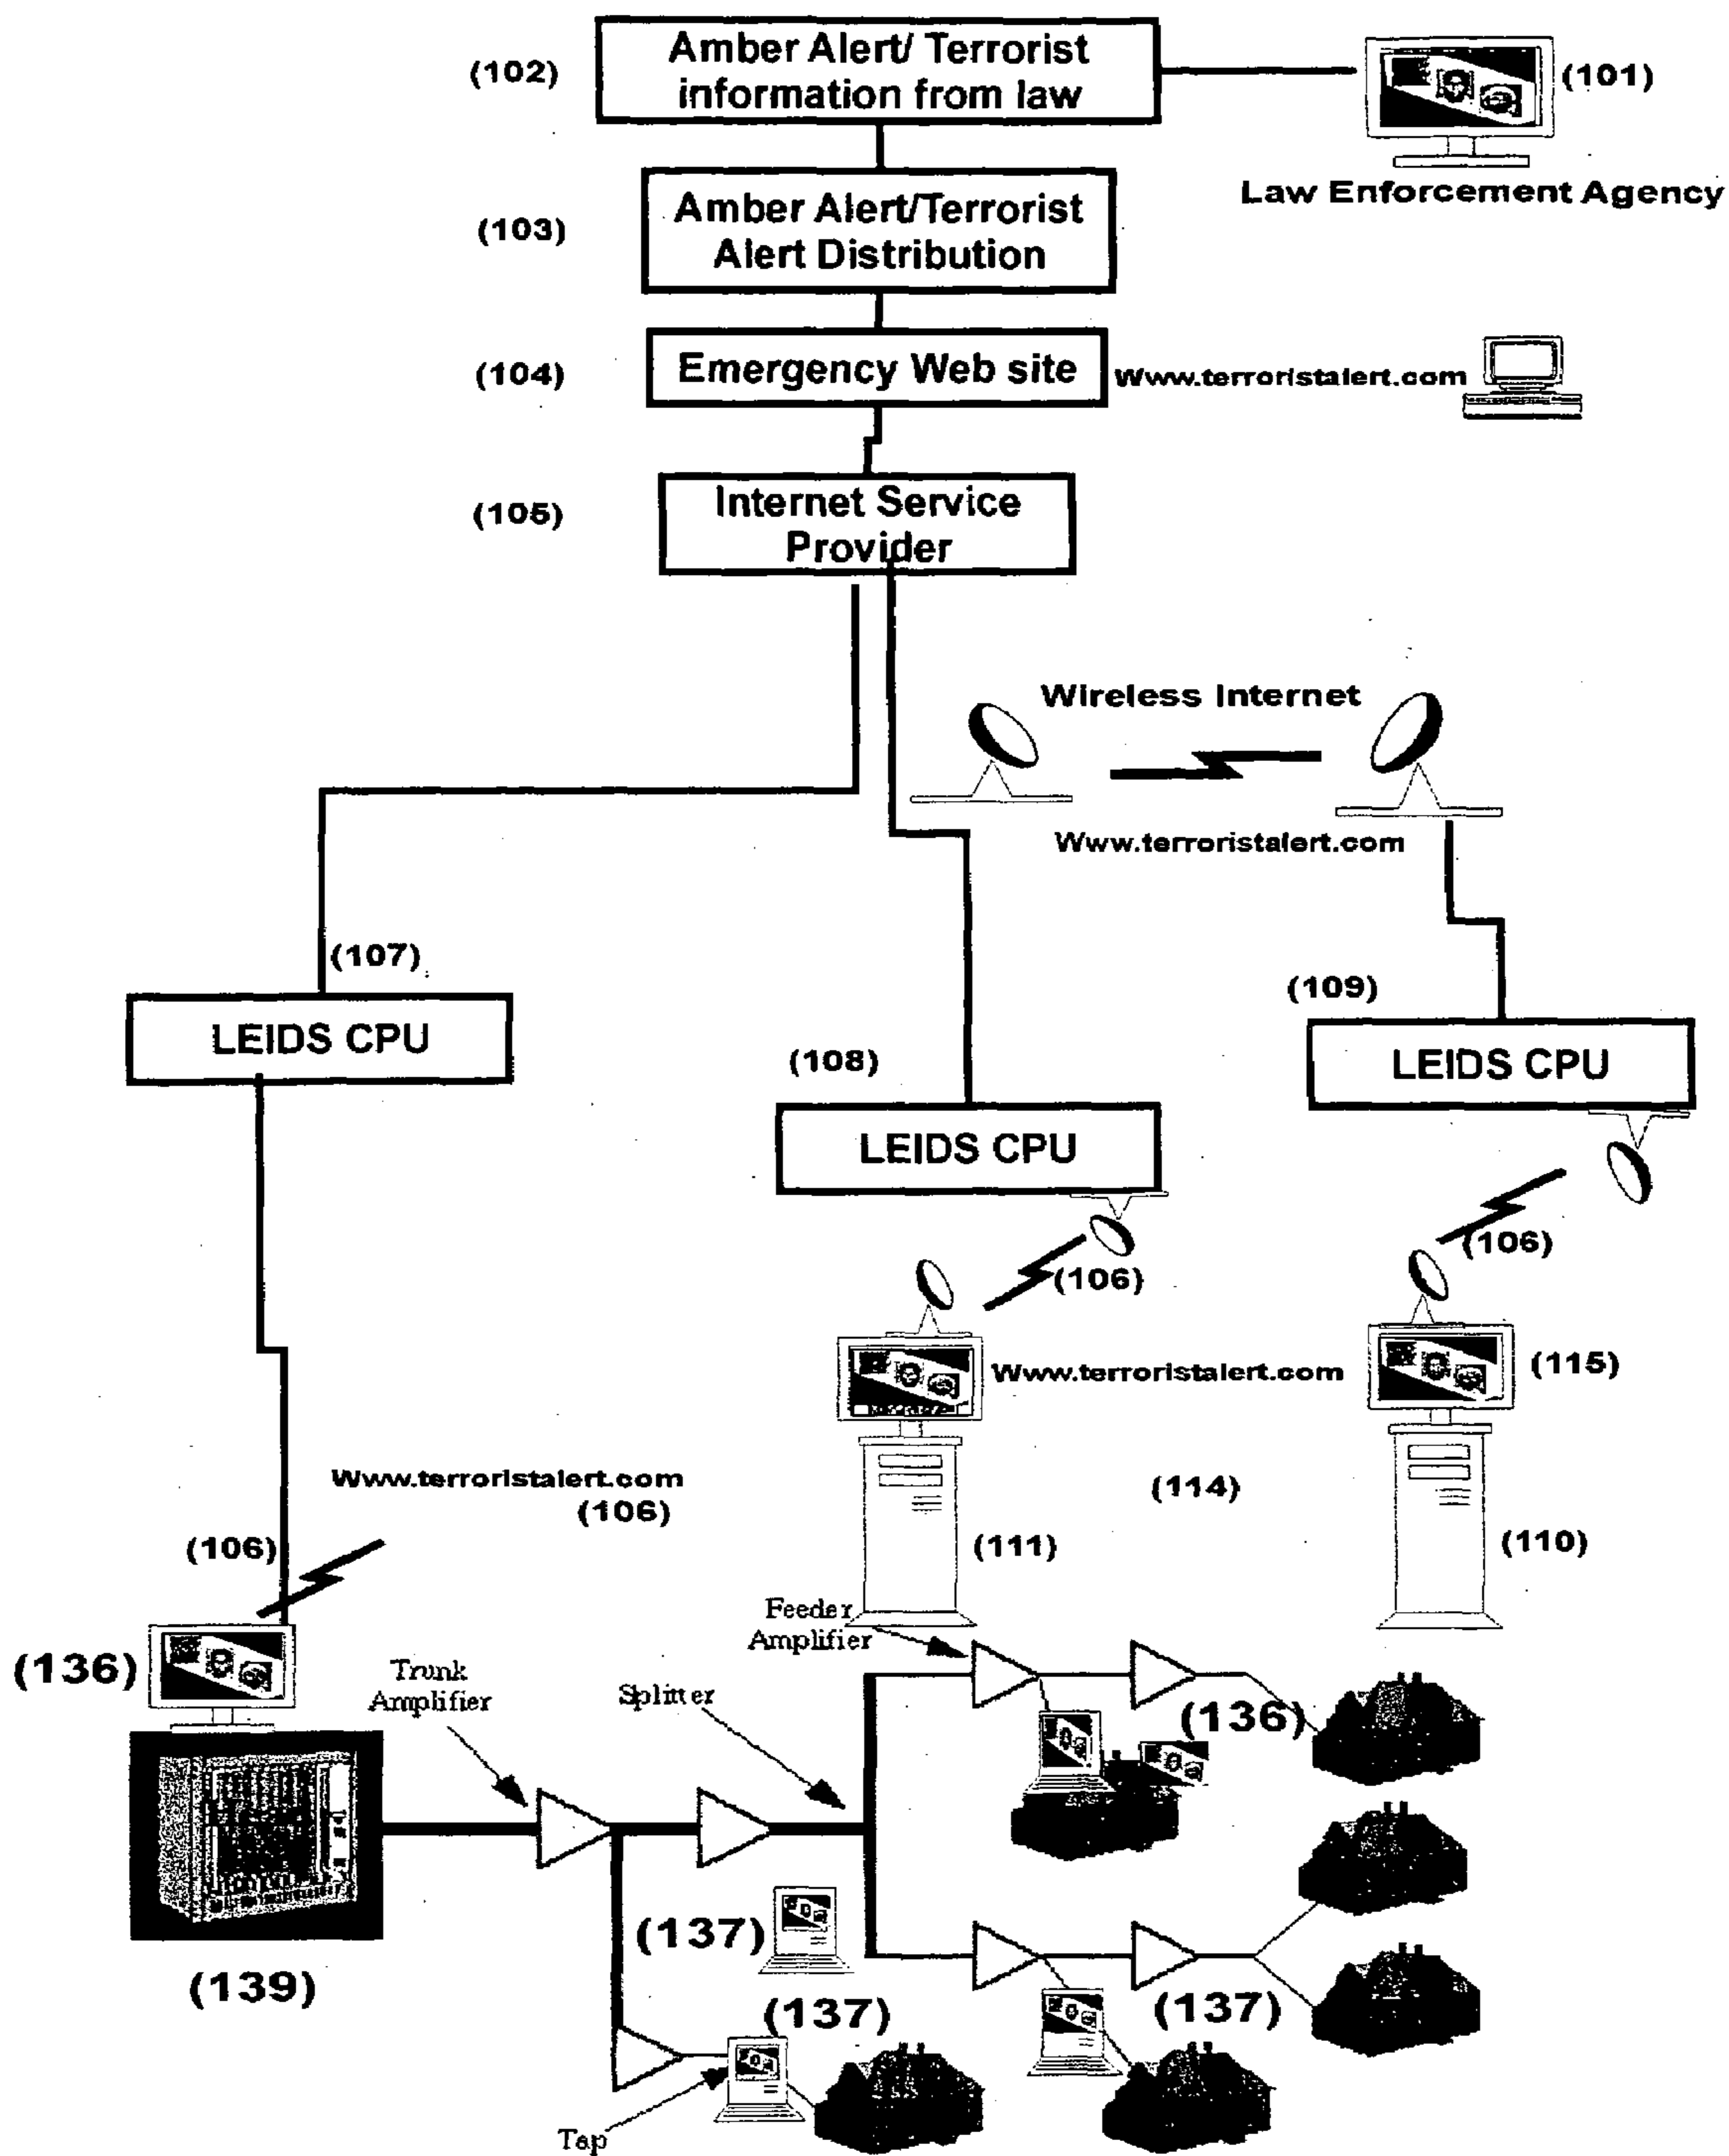 Amber Alert/ Terrorist
information from law
(102)
(101)
Law Enforcement Agency
Amber Alert/Terrorist
Alert Distribution
(103)
Emergency Web site
(104)
Www.terroristalert.com
Internet Service
Provider
(105)
Wireless Internet
Www.terroristalert.com
(107)
LEIDS CPU
(109)
LEIDS CPU
(108)
LEIDS CPU
(106)
(106)
Www.terroristalert.com
(115)
Www.terroristalert.com
(106)
(114)
(106)
(111)
(110)
Feeder
Amplifier
(136)
Trunk
Amplifier
Splitter
(136)
(137)
(139)
(137)
(137)
Tap